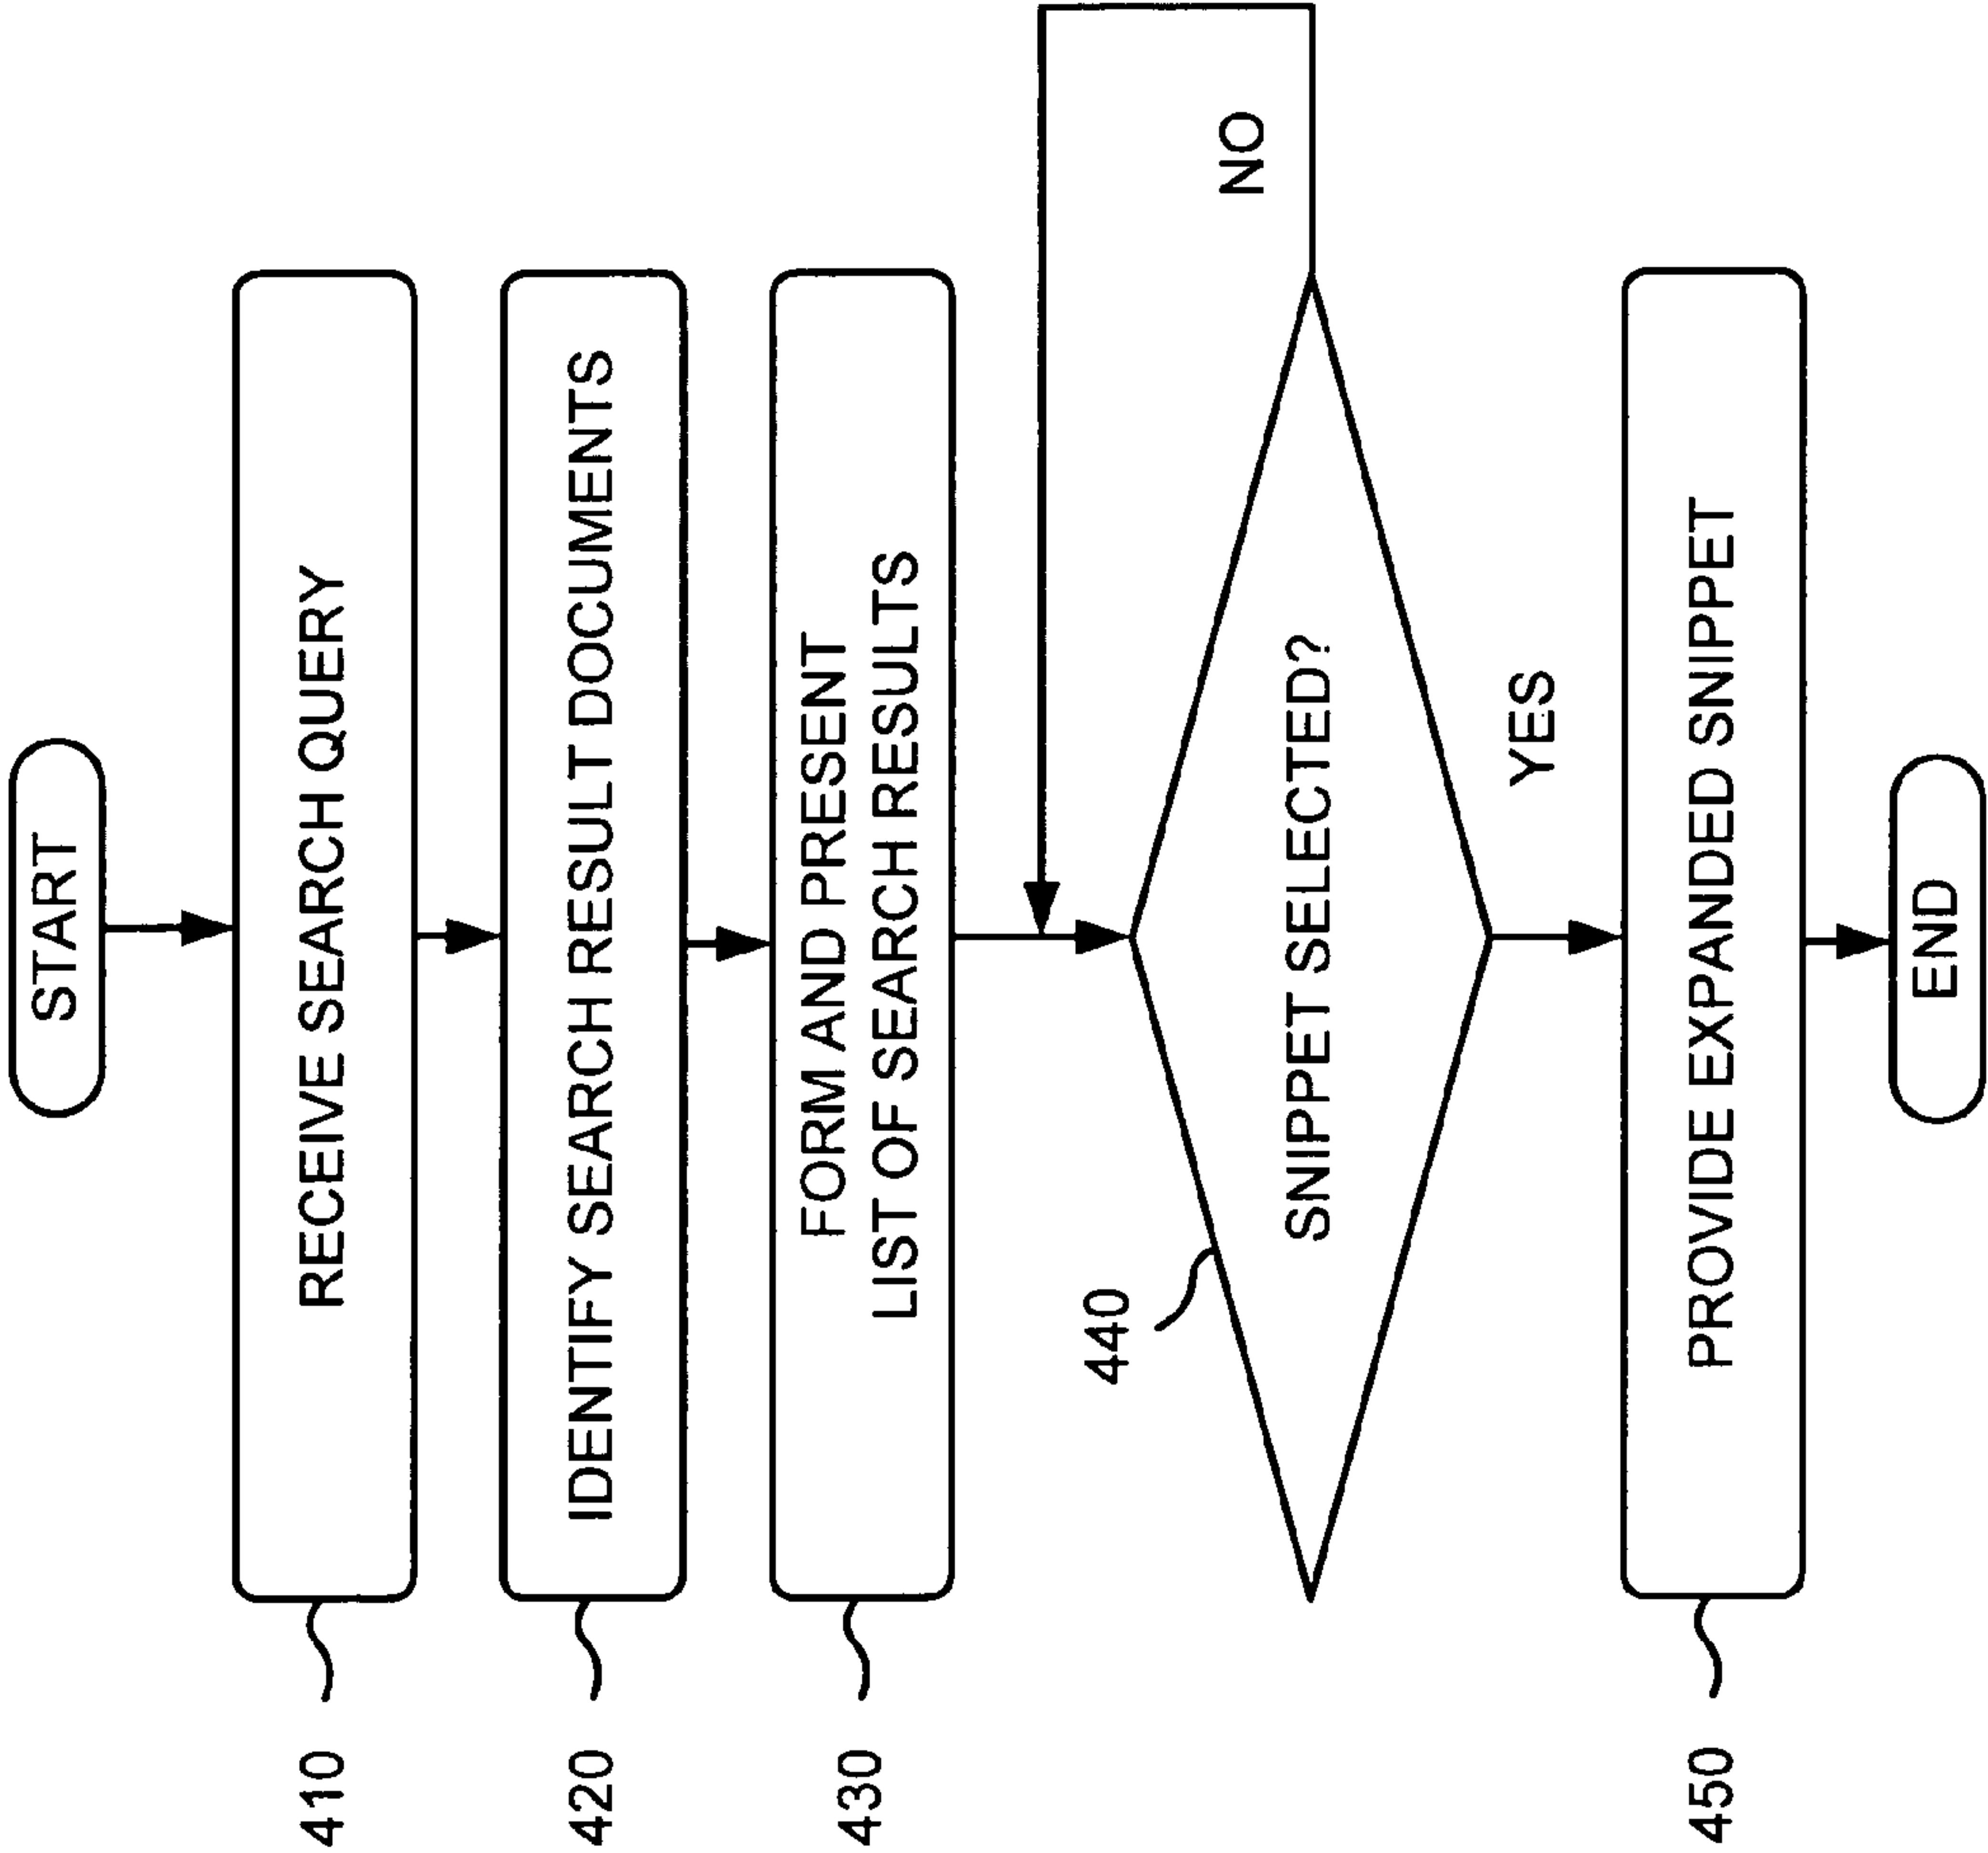 START
410
RECEIVE SEARCH QUERY
420
IDENTIFY SEARCH RESULT DOCUMENTS
430
FORM AND PRESENT
LIST OF SEARCH RESULTS
440
SNIPPET SELECTED?
NO
YES
450
PROVIDE EXPANDED SNIPPET
END